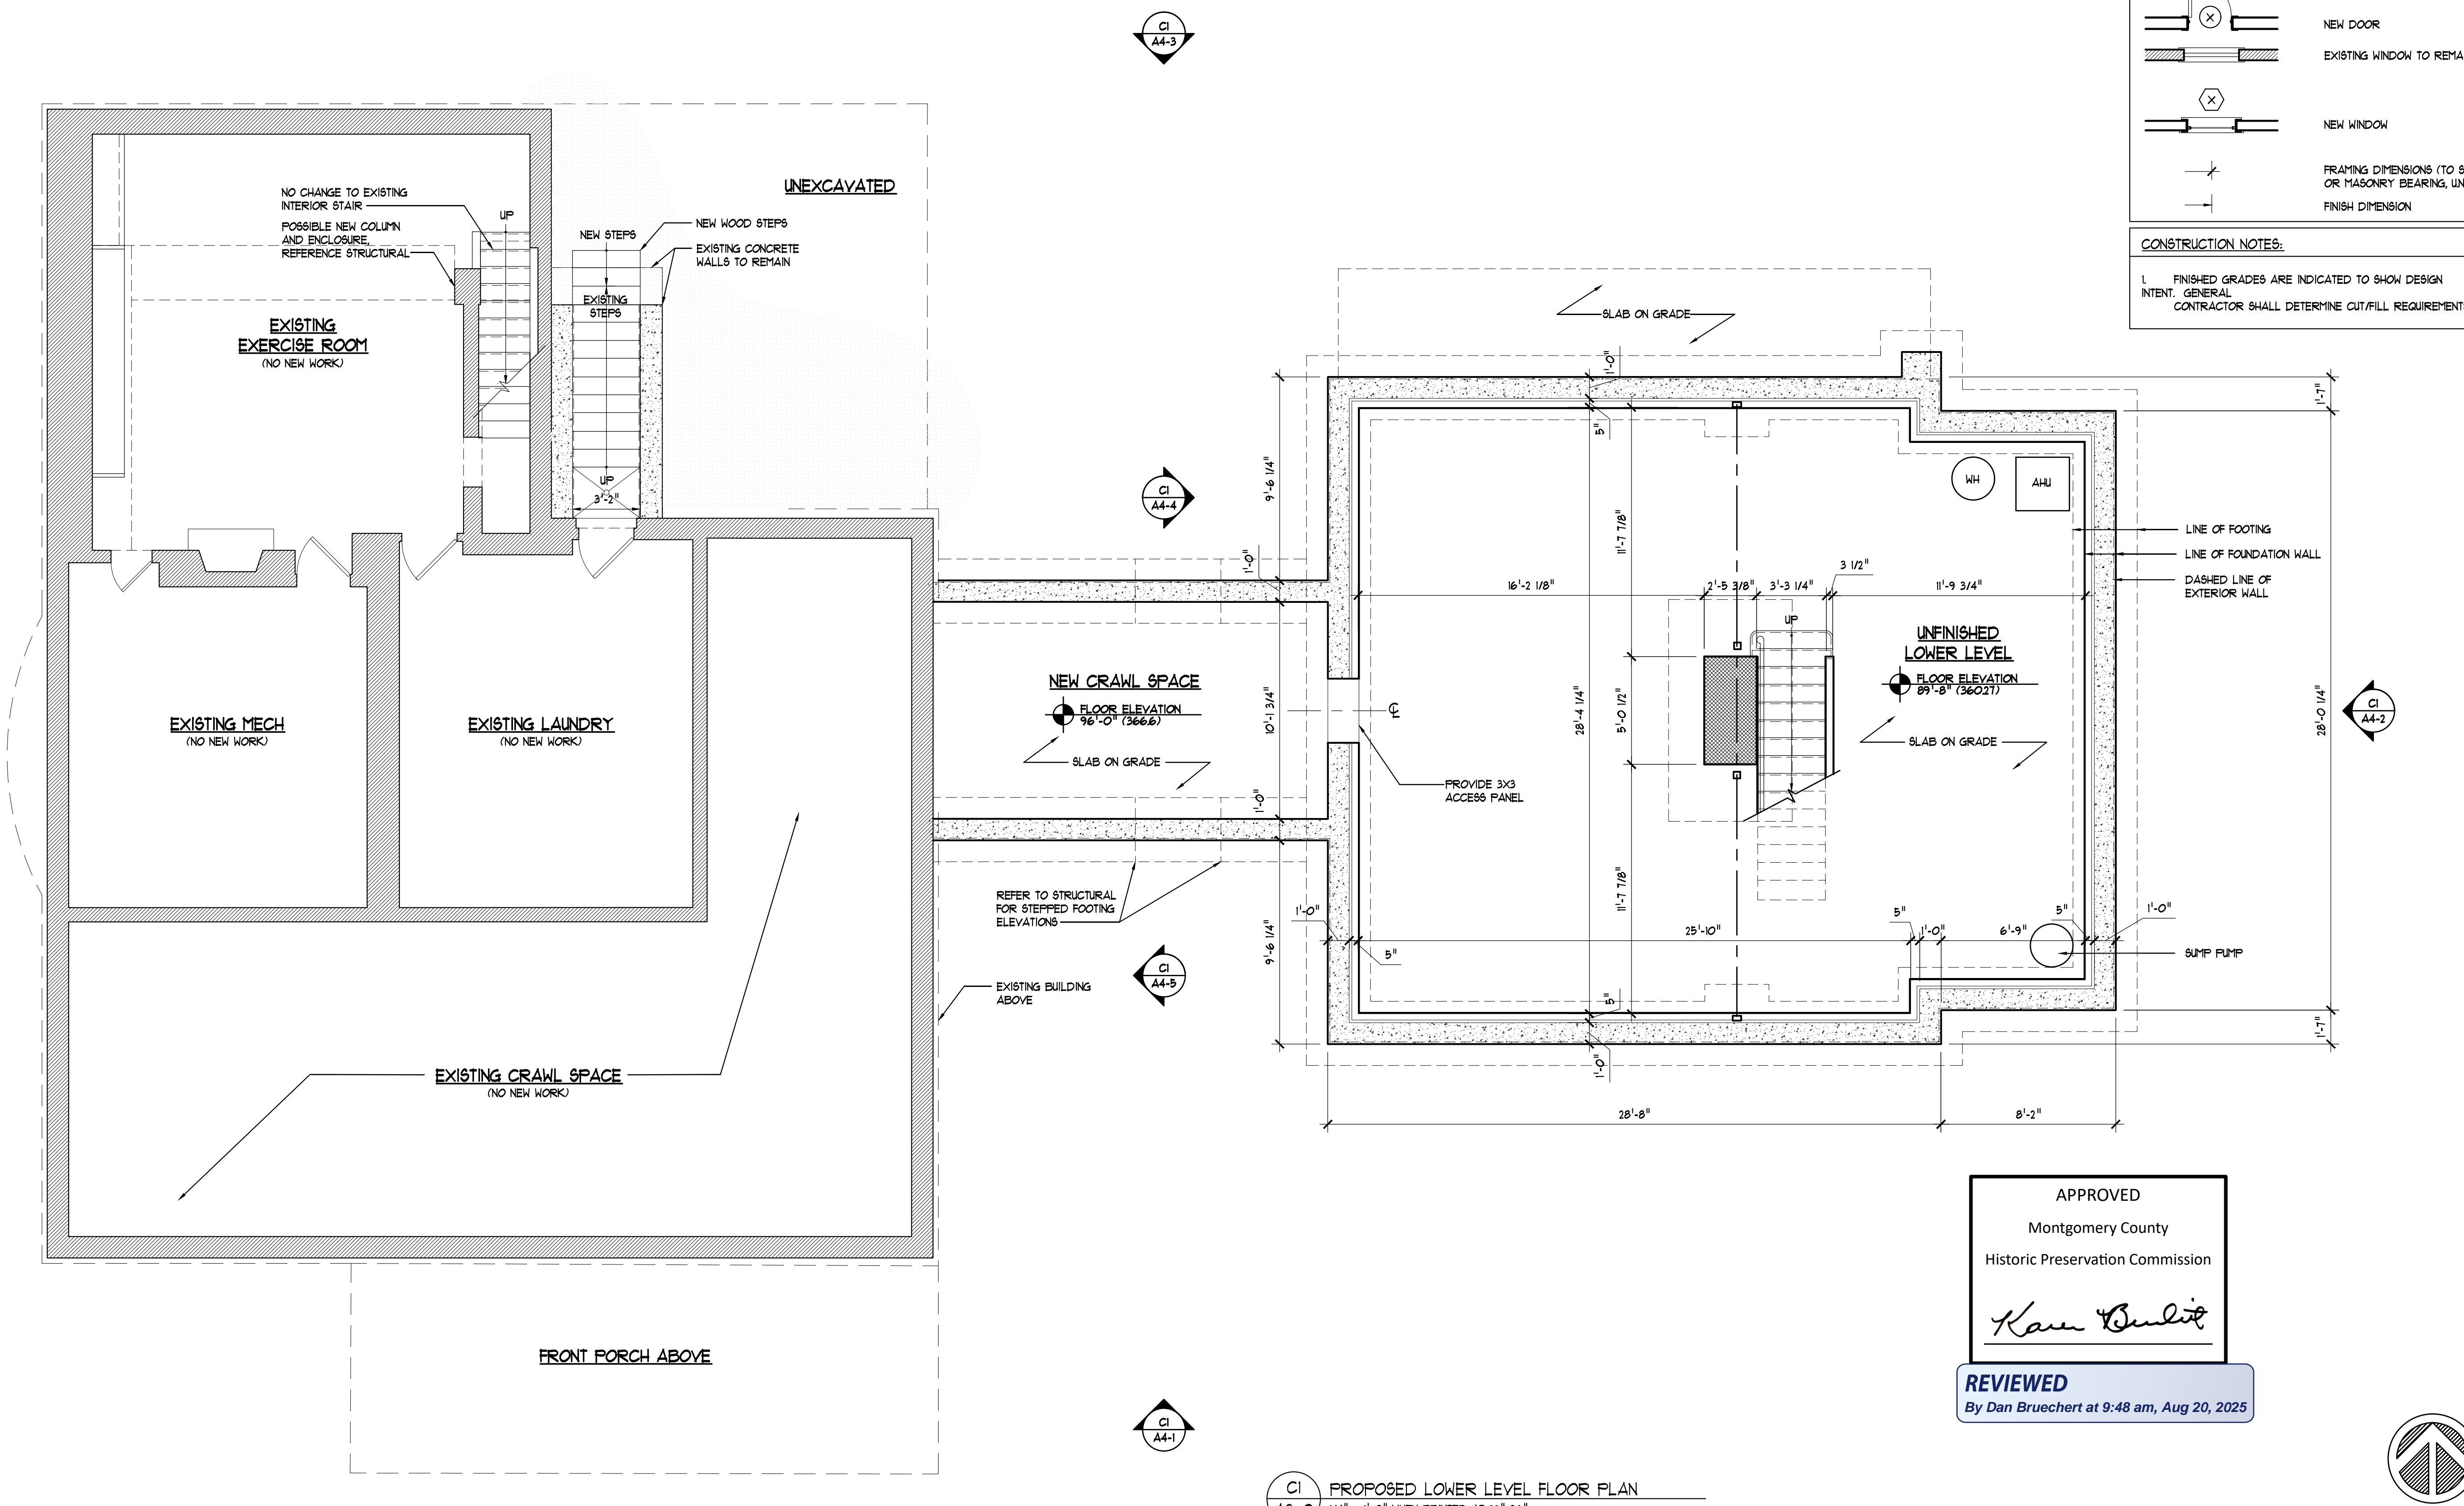 C1
A4-3
NEW DOOR
EXISTING WINDOW TO REMA
NEW WINDOW
FRAMING DIMENSIONS (TO S
OR MASONRY BEARING, UN
FINISH DIMENSION
CONSTRUCTION NOTES:
1. FINISHED GRADES ARE INDICATED TO SHOW DESIGN
INTENT. GENERAL
CONTRACTOR SHALL DETERMINE CUT/FILL REQUIREMENT
NO CHANGE TO EXISTING
INTERIOR STAIR
POSSIBLE NEW COLUMN
AND ENCLOSURE,
REFERENCE STRUCTURAL
UP
EXISTING
EXERCISE ROOM
(NO NEW WORK)
UNEXCAVATED
NEW STEPS
NEW WOOD STEPS
EXISTING CONCRETE
WALLS TO REMAIN
EXISTING
STEPS
UP
3'-2"
EXISTING MECH
(NO NEW WORK)
EXISTING LAUNDRY
(NO NEW WORK)
EXISTING CRAWL SPACE
(NO NEW WORK)
FRONT PORCH ABOVE
C1
A4-4
NEW CRAWL SPACE
FLOOR ELEVATION
96'-0" (366.6)
SLAB ON GRADE
REFER TO STRUCTURAL
FOR STEPPED FOOTING
ELEVATIONS
C1
A4-5
EXISTING BUILDING
ABOVE
C1
A4-1
SLAB ON GRADE
9'-6 1/4"
1'-0"
10'-1 3/4"
1'-0"
9'-6 1/4"
1'-0"
5"
11'-7 7/8"
16'-2 1/8"
2'-5 3/8"
3'-3 1/4"
3 1/2"
11'-9 3/4"
28'-4 1/4"
5'-0 1/2"
11'-7 7/8"
UP
WH
AHU
UNFINISHED
LOWER LEVEL
FLOOR ELEVATION
89'-8" (360.27)
SLAB ON GRADE
PROVIDE 3X3
ACCESS PANEL
LINE OF FOOTING
LINE OF FOUNDATION WALL
DASHED LINE OF
EXTERIOR WALL
1'-7"
28'-0 1/4"
1'-7"
C1
A4-2
1'-0"
5"
25'-10"
5"
1'-0"
6'-9"
5"
1'-0"
SUMP PUMP
5"
1'-0"
28'-8"
8'-2"
APPROVED
Montgomery County
Historic Preservation Commission
REVIEWED
By Dan Bruechert at 9:48 am, Aug 20, 2025
C1
PROPOSED LOWER LEVEL FLOOR PLAN